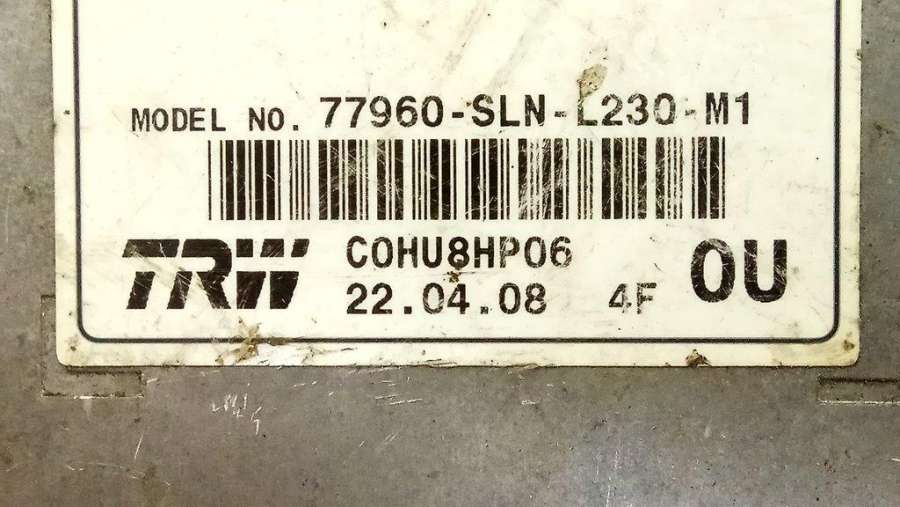 MODEL NO. 77960-SLN-L230-M1
TRW C0HU8HP06 0U
22.04.08 4F